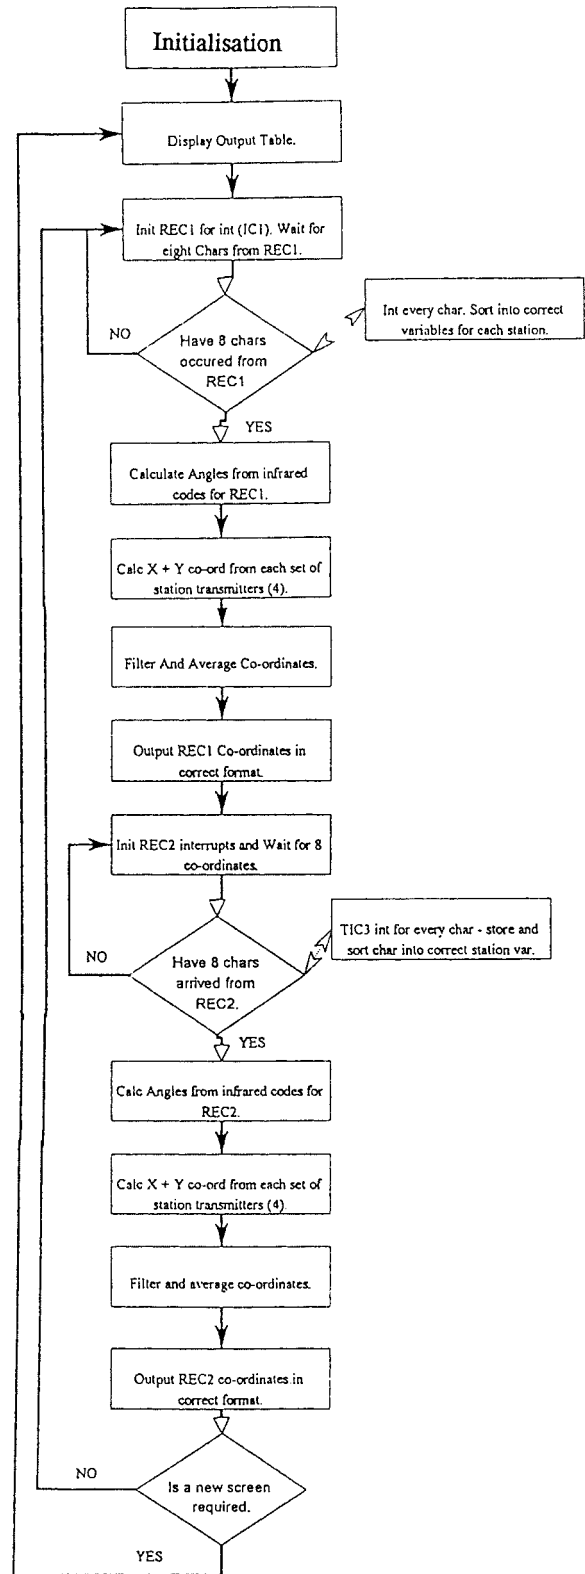 Initialisation
Display Output Table.
Init REC1 for int (IC1). Wait for
eight Chars from REC1.
Int every char. Sort into correct
variables for each station.
NO
Have 8 chars
occured from
REC1
YES
Calculate Angles from infrared
codes for REC1.
Calc X + Y co-ord from each set of
station transmitters (4).
Filter And Average Co-ordinates.
Output REC1 Co-ordinates in
correct format.
Init REC2 interrupts and Wait for 8
co-ordinates.
TIC3 int for every char - store and
sort char into correct station var.
NO
Have 8 chars
arrived from
REC2.
YES
Calc Angles from infrared codes for
REC2.
Calc X + Y co-ord from each set of
station transmitters (4)
Filter and average co-ordinates.
Output REC2 co-ordinates in
correct format.
NO
Is a new screen
required.
YES